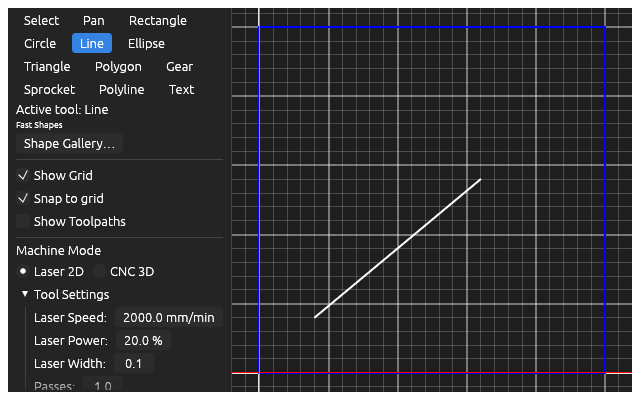 Select Pan Rectangle
Circle Line Ellipse
Triangle Polygon Gear
Sprocket Polyline Text
Active tool: Line
Fast Shapes
Shape Gallery...
Show Grid
Snap to grid
Show Toolpaths
Machine Mode
Laser 2D CNC 3D
Tool Settings
Laser Speed: 2000.0 mm/min
Laser Power: 20.0 %
Laser Width: 0.1
Passes: 1.0